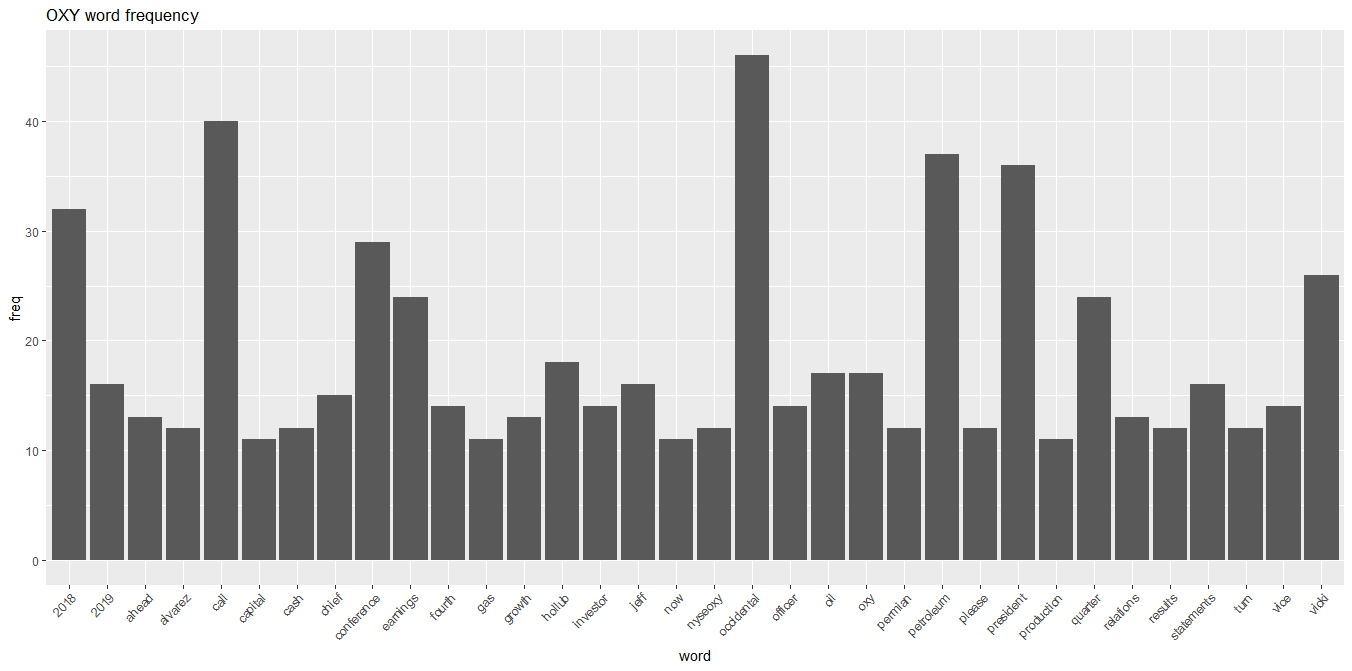 OXY word frequency
freq
40
30
20
10
0
2018 2019 ahead alvarez call capital cash chief conference earnings fourth gas growth hollub investor jeff now nyseoxy occidental officer oil oxy permian petroleum please president production quarter relations results statements turn vice vicki
word